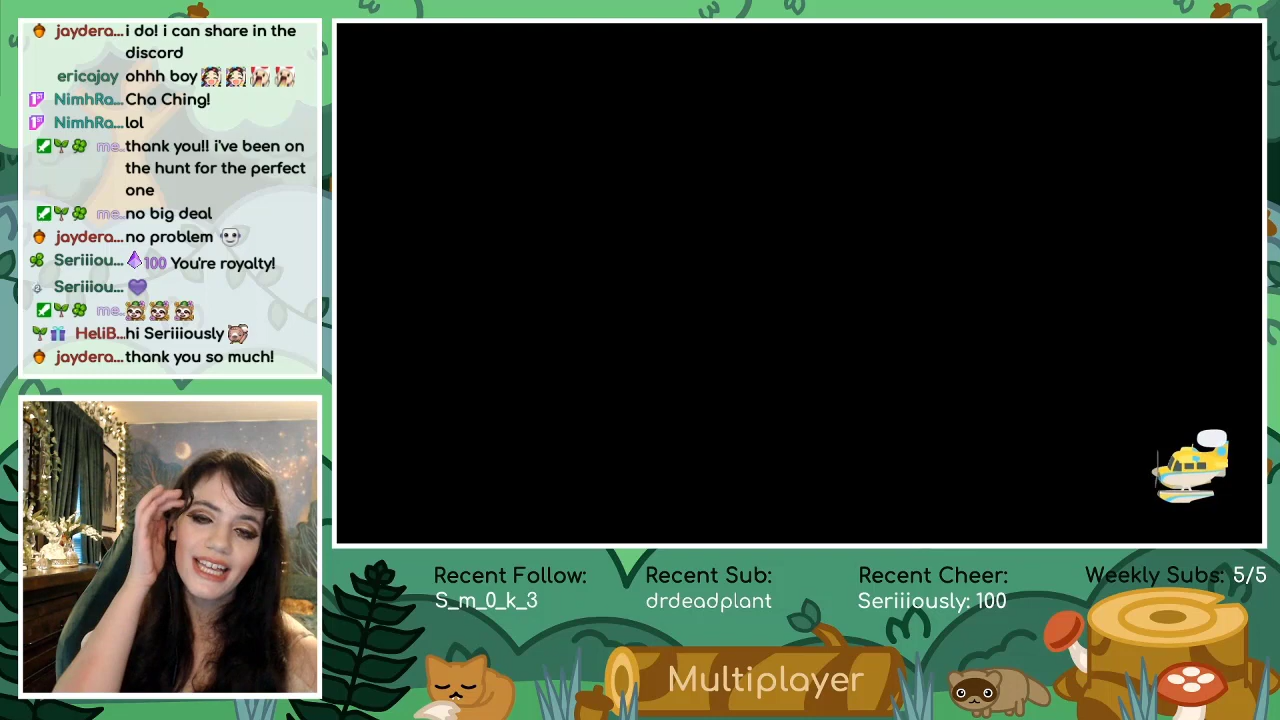 jaydera... i do! i can share in the
discord
ericajay ohhh boy
NimhRa... Cha Ching!
NimhRa... lol
me.. thank you!! i've been on
the hunt for the perfect
one
me.. no big deal
jaydera... no problem
Seriiiou... 100 You're royalty!
Seriiiou...
me..
HeliB... hi Seriiiously
jaydera... thank you so much!
Recent Follow:
S_m_0_k_3
Recent Sub:
drdeadplant
Recent Cheer:
Seriiiously: 100
Weekly Subs: 5/5
Multiplayer